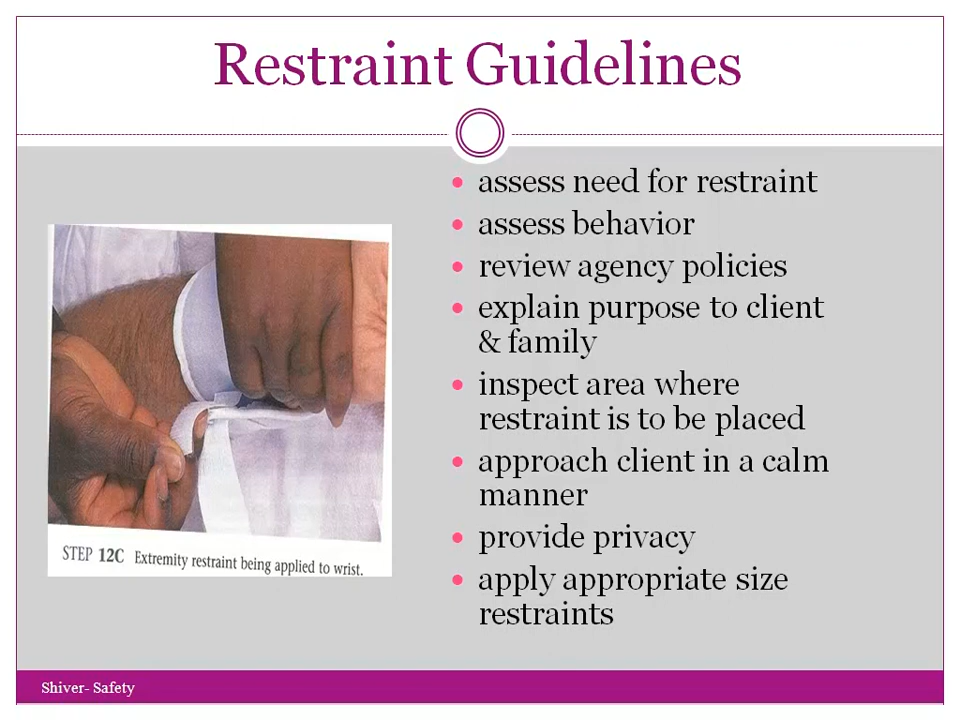 Restraint Guidelines
assess need for restraint
assess behavior
review agency policies
explain purpose to client
& family
inspect area where
restraint is to be placed
approach client in a calm
manner
provide privacy
apply appropriate size
restraints
STEP 12C Extremity restraint being applied to wrist.
Shiver- Safety